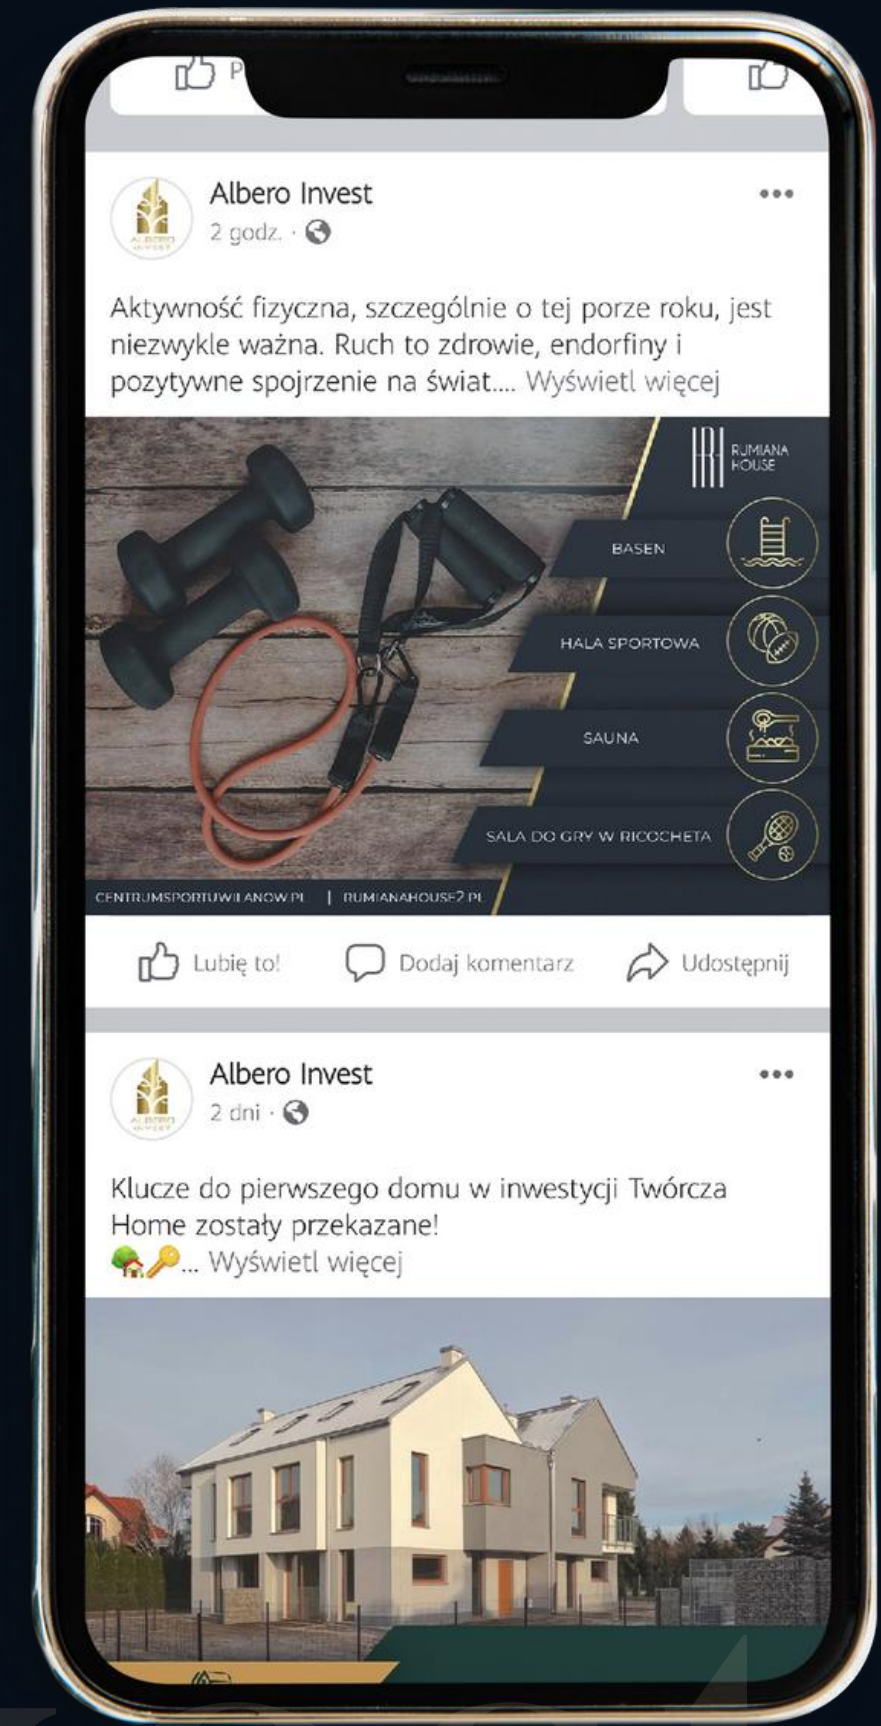 P
Albero Invest
2 godz. ·
Aktywność fizyczna, szczególnie o tej porze roku, jest
niezwykle ważna. Ruch to zdrowie, endorfiny i
pozytywne spojrzenie na świat.... Wyświetl więcej
RUMIANA
HOUSE
BASEN
HALA SPORTOWA
SAUNA
SALA DO GRY W RICOCHETA
CENTRUMSPORTUWILANOW.PL | RUMIANAHOUSE2.PL
Lubię to! Dodaj komentarz Udostępnij
Albero Invest
2 dni ·
Klucze do pierwszego domu w inwestycji Twórcza
Home zostały przekazane!
🏡🔑... Wyświetl więcej